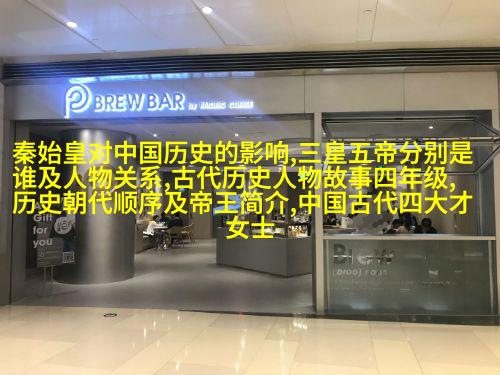 BREW BAR by PACIFIC COFFEE
秦始皇对中国历史的影响,三皇五帝分别是
谁及人物关系,古代历史人物故事四年级,
历史朝代顺序及帝王简介,中国古代四大才
女士
Gift
for
BREW